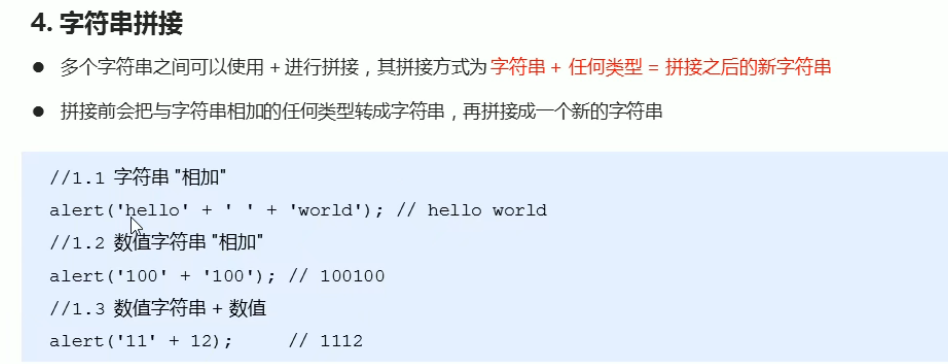 4. 字符串拼接
● 多个字符串之间可以使用 + 进行拼接，其拼接方式为 字符串 + 任何类型 = 拼接之后的新字符串
● 拼接前会把与字符串相加的任何类型转成字符串，再拼接成一个新的字符串
//1.1 字符串 "相加"
alert('hello' + ' ' + 'world'); // hello world
//1.2 数值字符串 "相加"
alert('100' + '100'); // 100100
//1.3 数值字符串 + 数值
alert('11' + 12);     // 1112